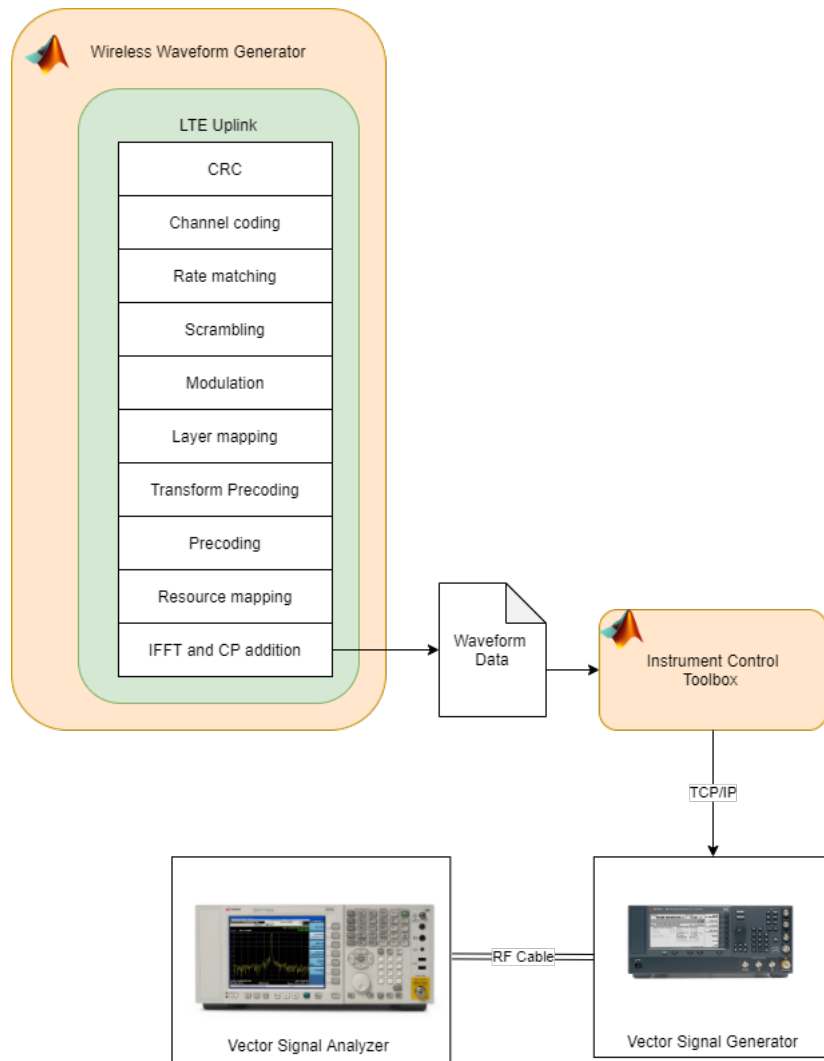 Wireless Waveform Generator
LTE Uplink
CRC
Channel coding
Rate matching
Scrambling
Modulation
Layer mapping
Transform Precoding
Precoding
Resource mapping
IFFT and CP addition
Waveform
Data
Instrument Control
Toolbox
TCP/IP
RF Cable
Vector Signal Analyzer
Vector Signal Generator